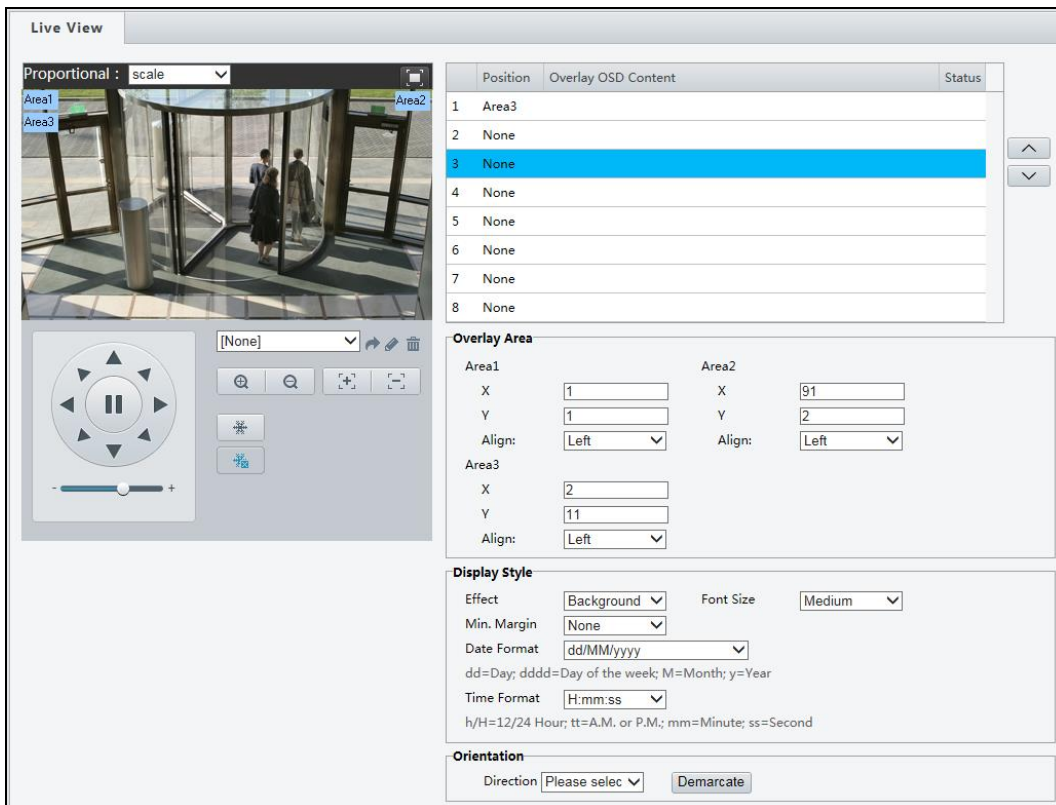 Live View
Proportional : scale
Area1
Area2
Area3
[None]
- +
Position Overlay OSD Content Status
1 Area3
2 None
3 None
4 None
5 None
6 None
7 None
8 None
Overlay Area
Area1 Area2
X 1 X 91
Y 1 Y 2
Align: Left Align: Left
Area3
X 2
Y 11
Align: Left
Display Style
Effect Background Font Size Medium
Min. Margin None
Date Format dd/MM/yyyy
dd=Day; dddd=Day of the week; M=Month; y=Year
Time Format H:mm:ss
h/H=12/24 Hour; tt=A.M. or P.M.; mm=Minute; ss=Second
Orientation
Direction Please selec Demarcate